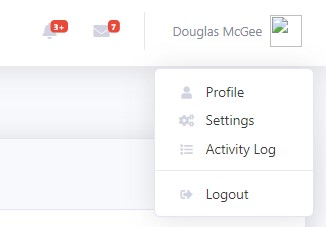 3+
7
Douglas McGee
Profile
Settings
Activity Log
Logout